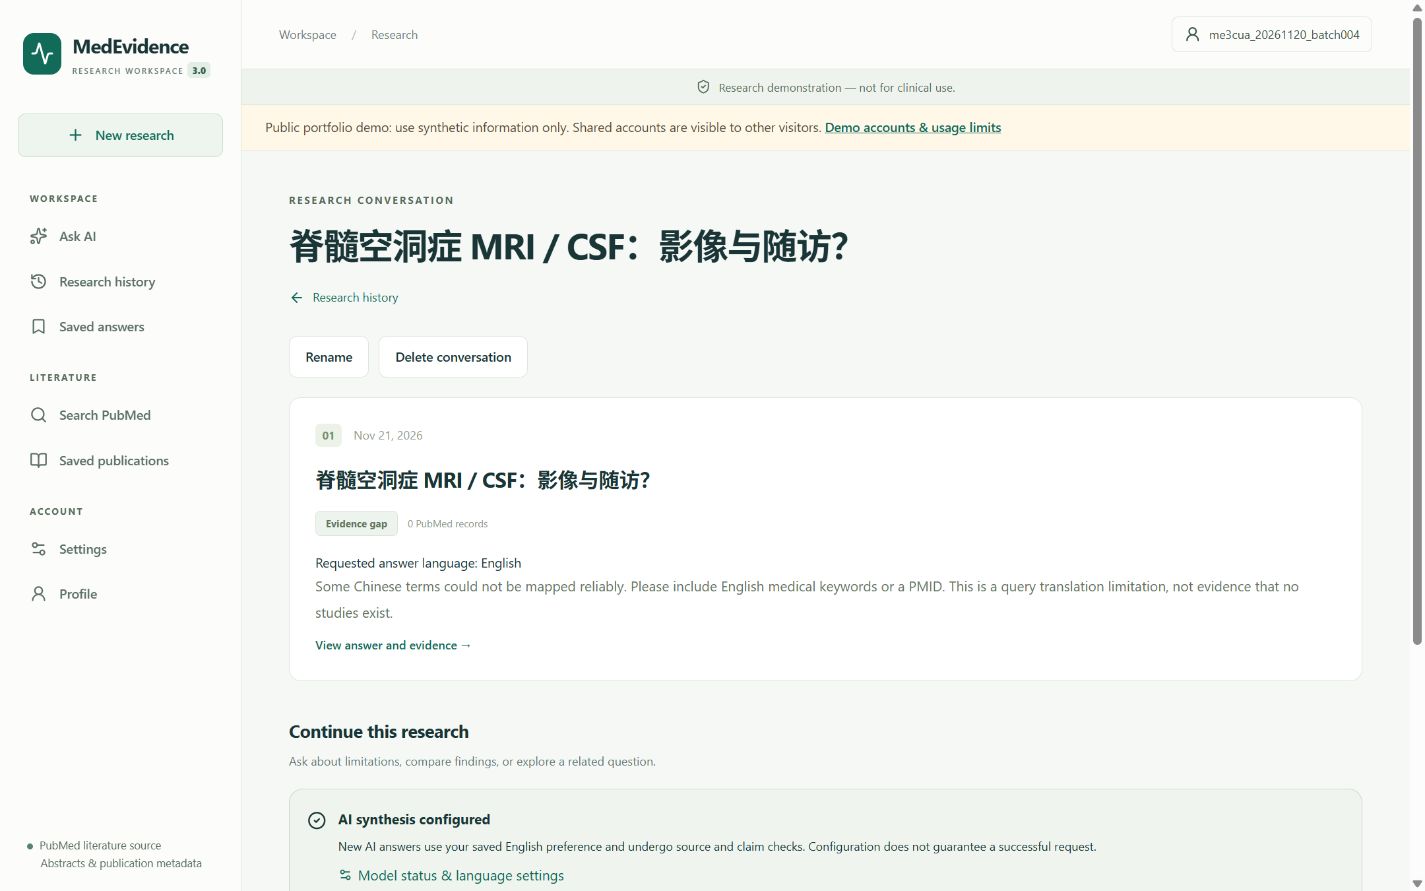 MedEvidence
RESEARCH WORKSPACE 3.0
New research
WORKSPACE
Ask AI
Research history
Saved answers
LITERATURE
Search PubMed
Saved publications
ACCOUNT
Settings
Profile
PubMed literature source
Abstracts & publication metadata
Workspace / Research
me3cua_20261120_batch004
Research demonstration — not for clinical use.
Public portfolio demo: use synthetic information only. Shared accounts are visible to other visitors. Demo accounts & usage limits
RESEARCH CONVERSATION
脊髓空洞症 MRI / CSF：影像与随访？
← Research history
Rename
Delete conversation
01 Nov 21, 2026
脊髓空洞症 MRI / CSF：影像与随访？
Evidence gap 0 PubMed records
Requested answer language: English
Some Chinese terms could not be mapped reliably. Please include English medical keywords or a PMID. This is a query translation limitation, not evidence that no
studies exist.
View answer and evidence →
Continue this research
Ask about limitations, compare findings, or explore a related question.
AI synthesis configured
New AI answers use your saved English preference and undergo source and claim checks. Configuration does not guarantee a successful request.
Model status & language settings